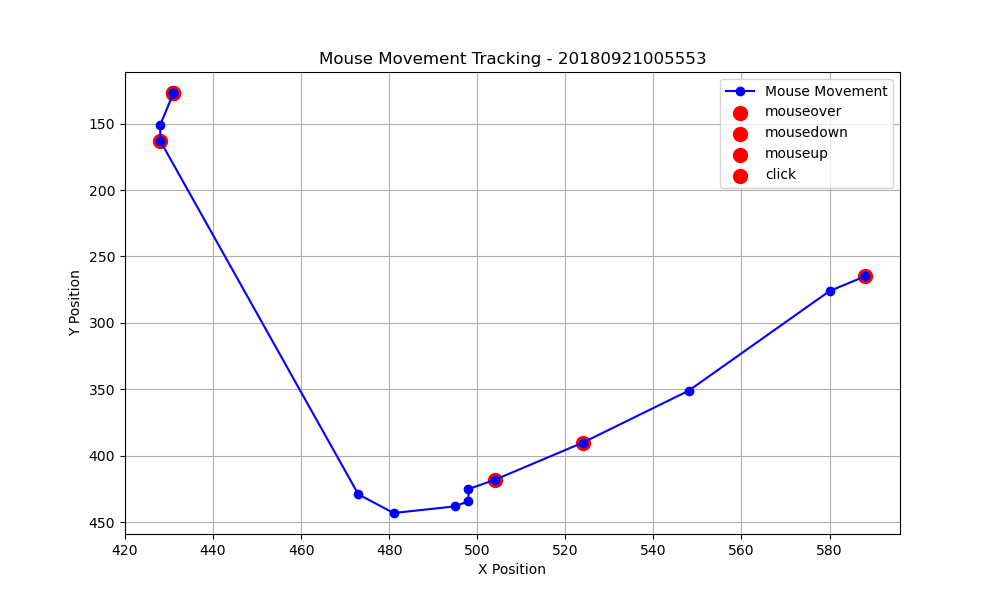 Mouse Movement Tracking - 20180921005553
Mouse Movement
mouseover
mousedown
mouseup
click
150
200
250
300
350
400
450
Y Position
420 440 460 480 500 520 540 560 580
X Position